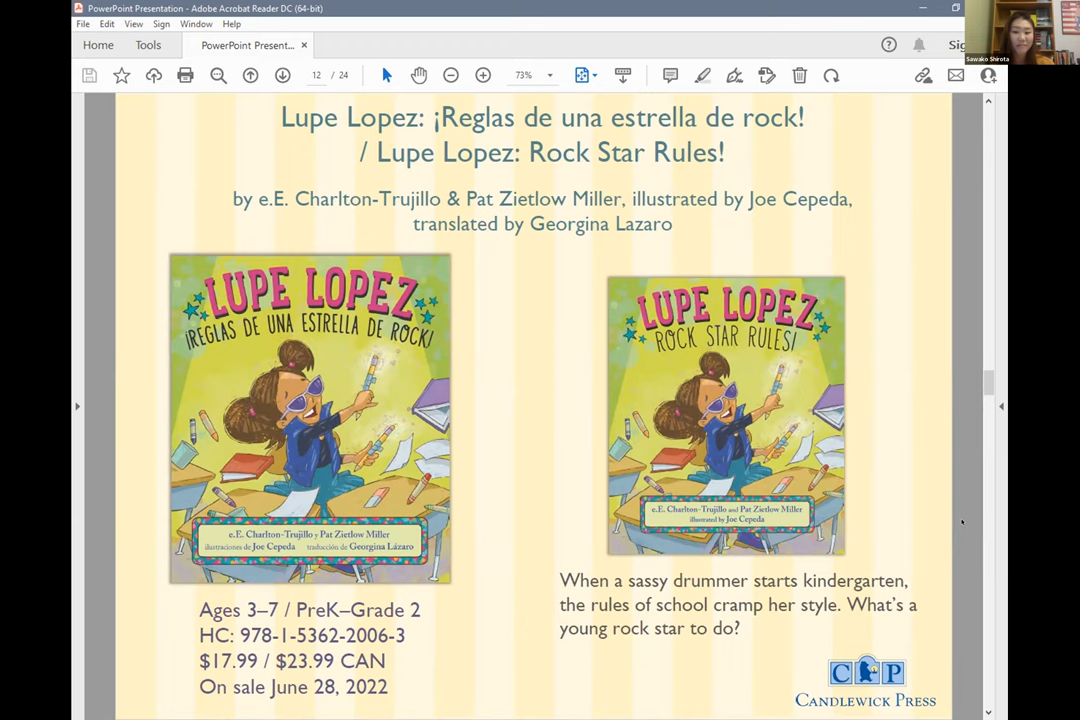 PowerPoint Presentation - Adobe Acrobat Reader DC (64-bit)
File Edit View Sign Window Help
Home Tools PowerPoint Present... ×
12 / 24 73%
Sawako Shirota
Lupe Lopez: ¡Reglas de una estrella de rock!
/ Lupe Lopez: Rock Star Rules!
by e.E. Charlton-Trujillo & Pat Zietlow Miller, illustrated by Joe Cepeda,
translated by Georgina Lazaro
LUPE LOPEZ
¡REGLAS DE UNA ESTRELLA DE ROCK!
e.E. Charlton-Trujillo y Pat Zietlow Miller
ilustraciones de Joe Cepeda traducción de Georgina Lázaro
LUPE LOPEZ
ROCK STAR RULES!
e.E. Charlton-Trujillo and Pat Zietlow Miller
illustrated by Joe Cepeda
Ages 3–7 / PreK–Grade 2
HC: 978-1-5362-2006-3
$17.99 / $23.99 CAN
On sale June 28, 2022
When a sassy drummer starts kindergarten,
the rules of school cramp her style. What's a
young rock star to do?
C P
CANDLEWICK PRESS